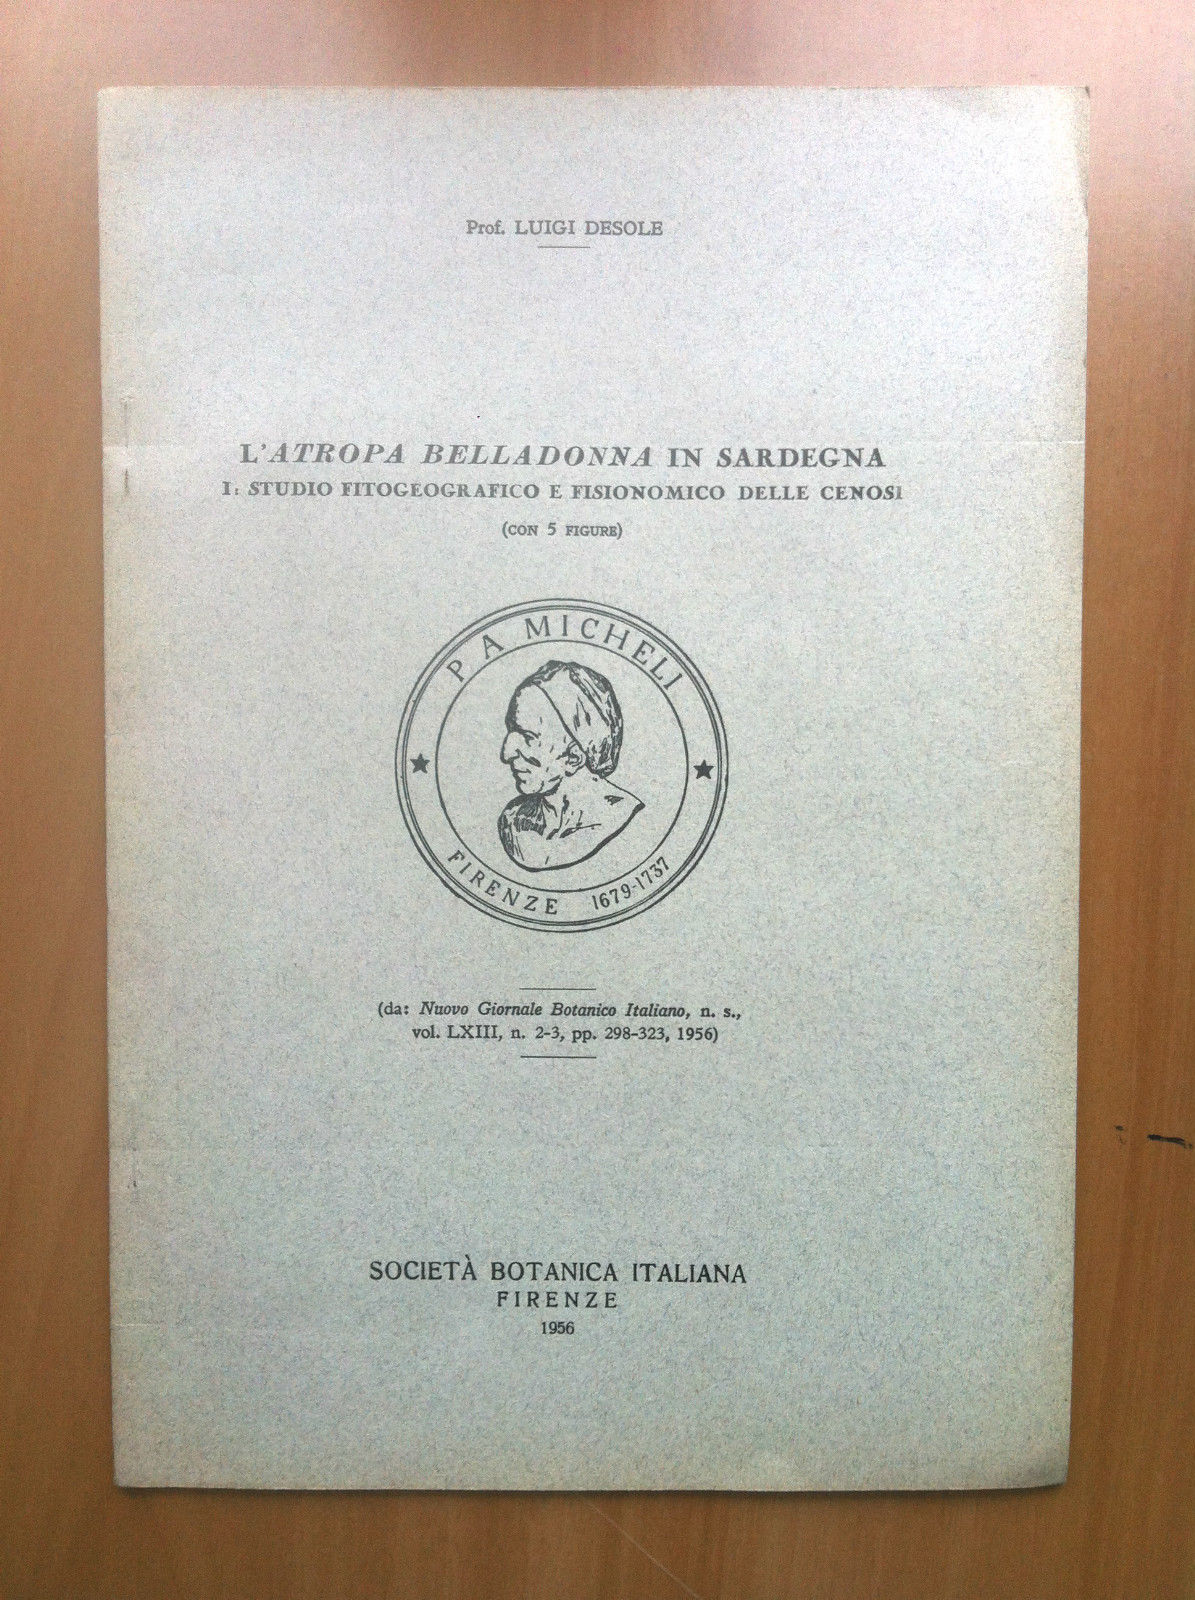 Prof. LUIGI DESOLE
L'ATROPA BELLADONNA IN SARDEGNA
I: STUDIO FITOGEOGRAFICO E FISIONOMICO DELLE CENOSI
(CON 5 FIGURE)
P A MICHELI
FIRENZE 1679-1737
(da: Nuovo Giornale Botanico Italiano, n. s.,
vol. LXIII, n. 2-3, pp. 298-323, 1956)
SOCIETÀ BOTANICA ITALIANA
FIRENZE
1956